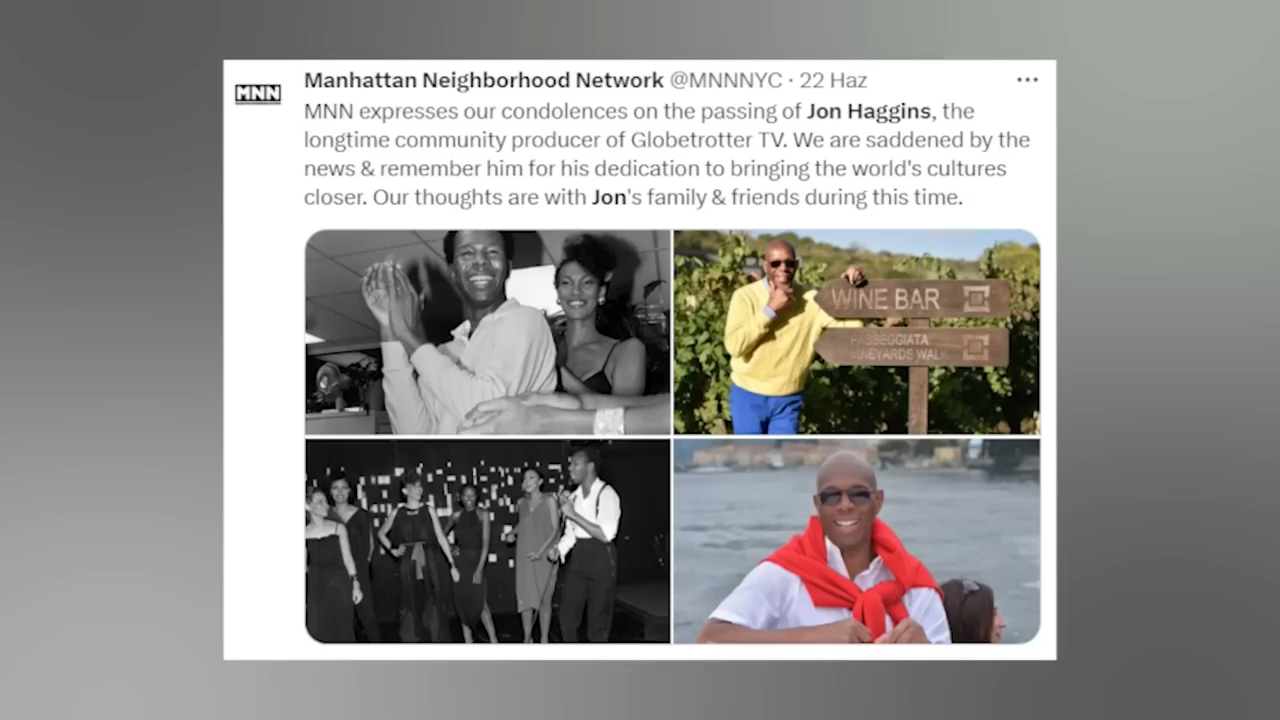 MNN
Manhattan Neighborhood Network @MNNNYC · 22 Haz
MNN expresses our condolences on the passing of Jon Haggins, the
longtime community producer of Globetrotter TV. We are saddened by the
news & remember him for his dedication to bringing the world's cultures
closer. Our thoughts are with Jon's family & friends during this time.
WINE BAR
PASSEGGIATA
VINEYARDS WALK